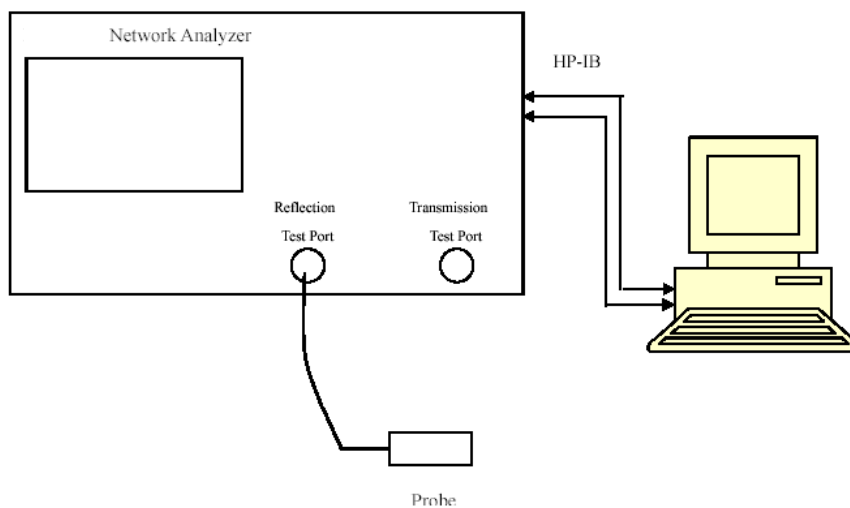 Network Analyzer
HP-IB
Reflection
Test Port
Transmission
Test Port
Probe